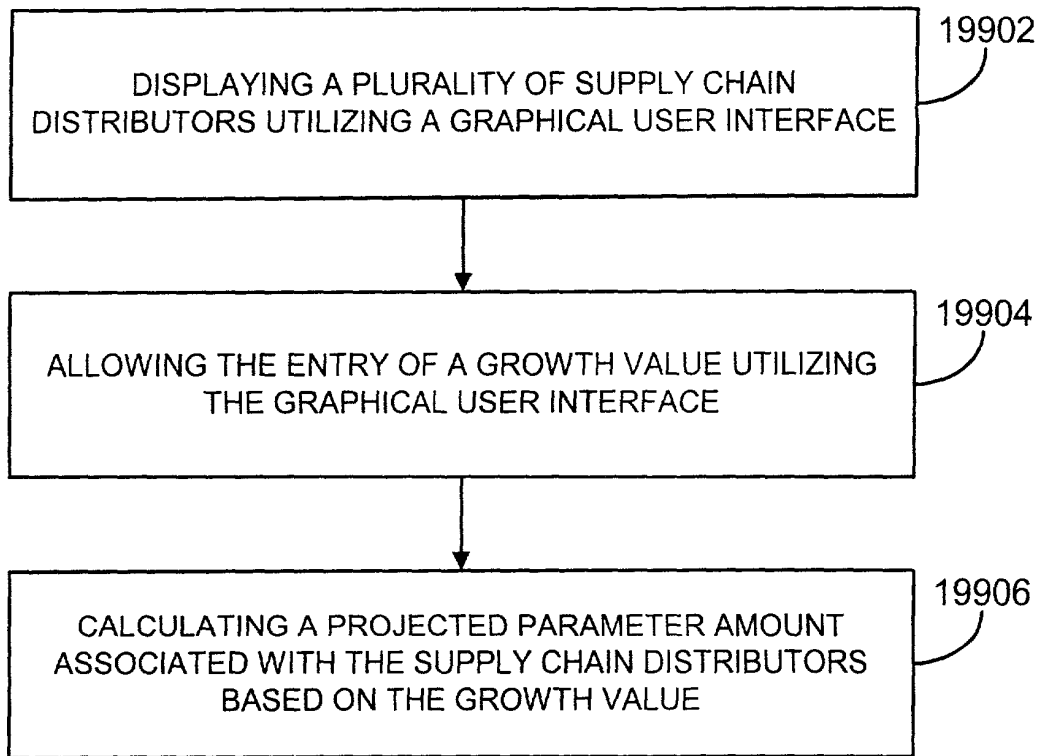 19902
DISPLAYING A PLURALITY OF SUPPLY CHAIN
DISTRIBUTORS UTILIZING A GRAPHICAL USER INTERFACE
19904
ALLOWING THE ENTRY OF A GROWTH VALUE UTILIZING
THE GRAPHICAL USER INTERFACE
19906
CALCULATING A PROJECTED PARAMETER AMOUNT
ASSOCIATED WITH THE SUPPLY CHAIN DISTRIBUTORS
BASED ON THE GROWTH VALUE